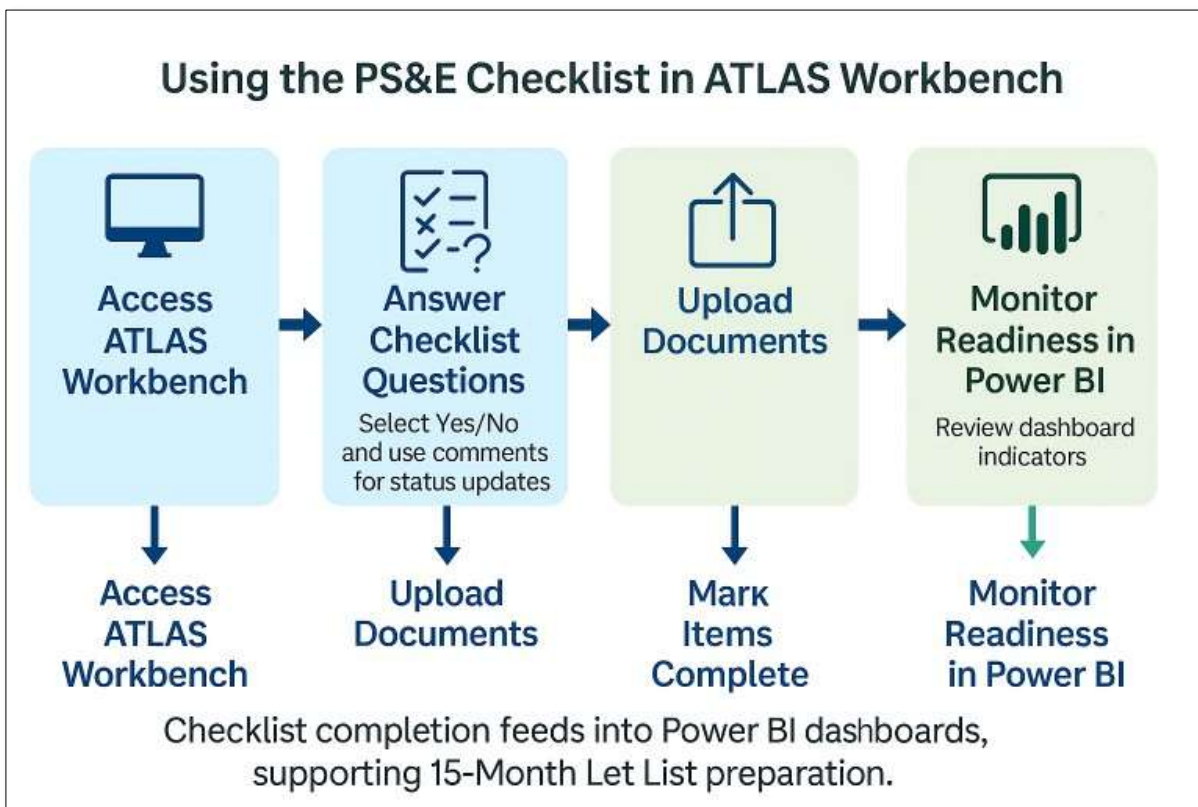 Using the PS&E Checklist in ATLAS Workbench
Access
ATLAS
Workbench
Answer
Checklist
Questions
Select Yes/No
and use comments
for status updates
Upload
Documents
Monitor
Readiness in
Power BI
Review dashboard
indicators
Access
ATLAS
Workbench
Upload
Documents
Mark
Items
Complete
Monitor
Readiness
in Power BI
Checklist completion feeds into Power BI dashboards,
supporting 15-Month Let List preparation.